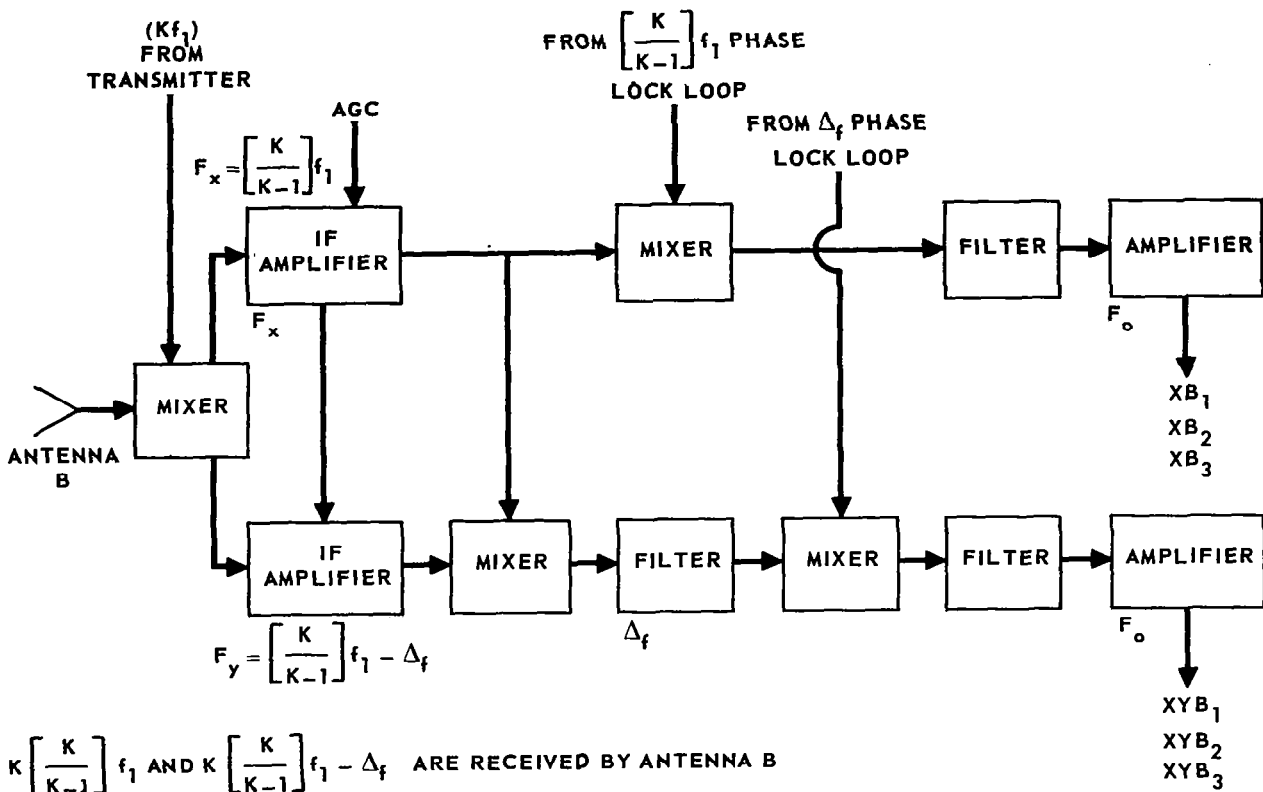 (Kf₁)
FROM
TRANSMITTER
FROM [K/K-1] f₁ PHASE
LOCK LOOP
AGC
FROM Δf PHASE
LOCK LOOP
Fₓ = [K/K-1] f₁
IF
AMPLIFIER
Fₓ
MIXER
FILTER
AMPLIFIER
Fₒ
XB₁
XB₂
XB₃
MIXER
ANTENNA
B
IF
AMPLIFIER
MIXER
FILTER
Δf
MIXER
FILTER
AMPLIFIER
Fₒ
F_y = [K/K-1] f₁ - Δf
XYB₁
XYB₂
XYB₃
K [K/K-1] f₁ AND K [K/K-1] f₁ - Δf ARE RECEIVED BY ANTENNA B